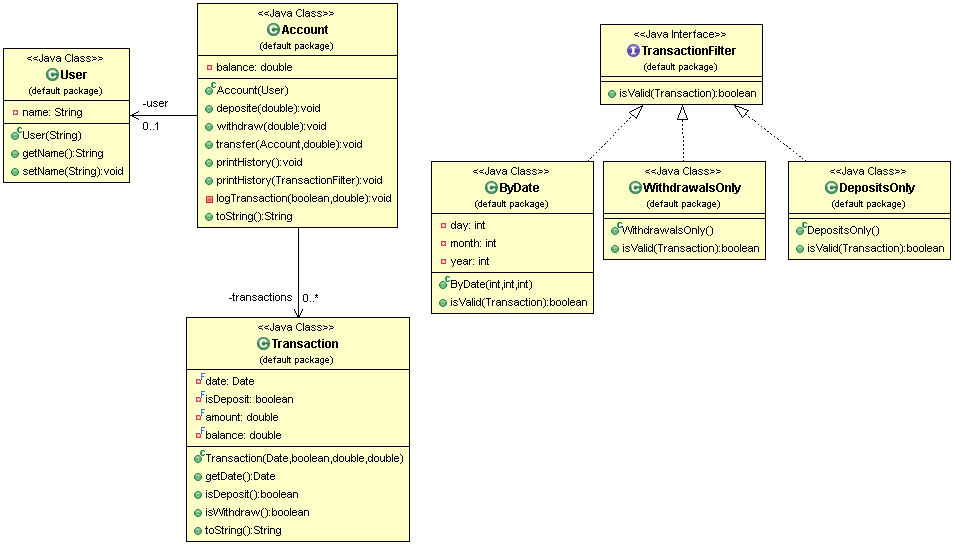 <<Java Class>>
User
(default package)
name: String
User(String)
getName():String
setName(String):void
-user
0..1
<<Java Class>>
Account
(default package)
balance: double
Account(User)
deposite(double):void
withdraw(double):void
transfer(Account,double):void
printHistory():void
printHistory(TransactionFilter):void
logTransaction(boolean,double):void
toString():String
-transactions
0..*
<<Java Class>>
Transaction
(default package)
date: Date
isDeposit: boolean
amount: double
balance: double
Transaction(Date,boolean,double,double)
getDate():Date
isDeposit():boolean
isWithdraw():boolean
toString():String
<<Java Interface>>
TransactionFilter
(default package)
isValid(Transaction):boolean
<<Java Class>>
ByDate
(default package)
day: int
month: int
year: int
ByDate(int,int,int)
isValid(Transaction):boolean
<<Java Class>>
WithdrawalsOnly
(default package)
WithdrawalsOnly()
isValid(Transaction):boolean
<<Java Class>>
DepositsOnly
(default package)
DepositsOnly()
isValid(Transaction):boolean